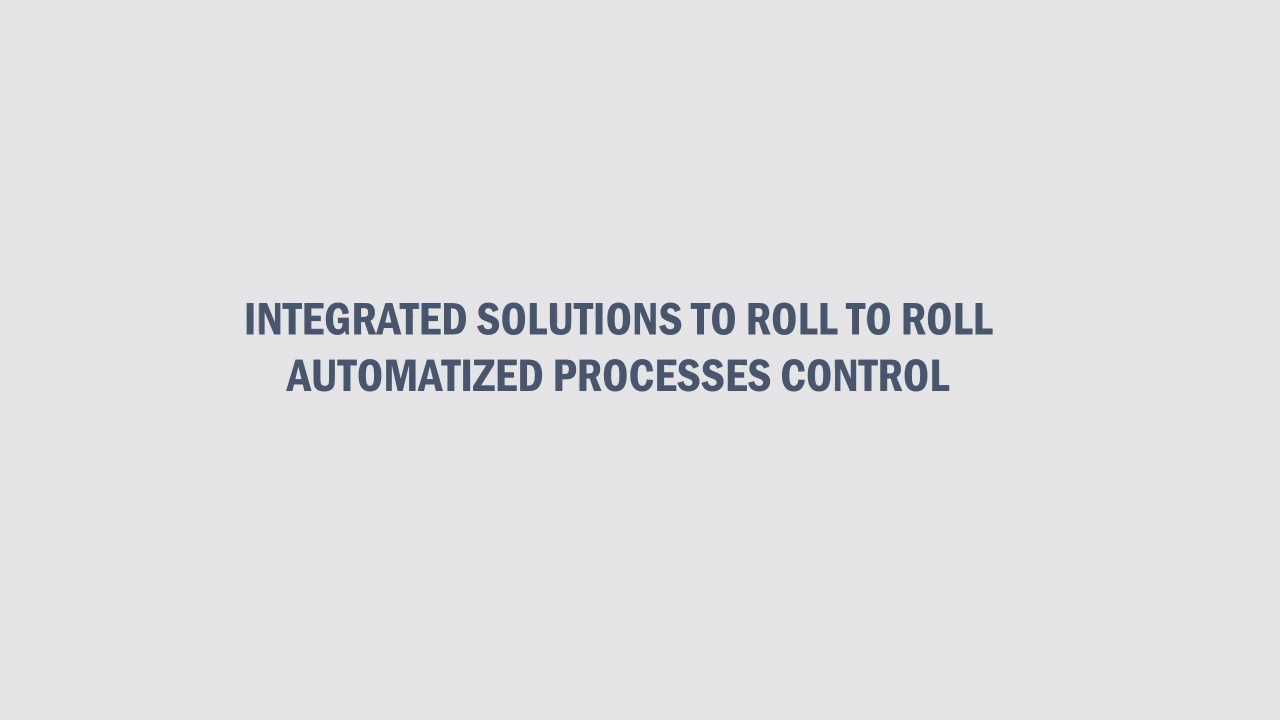 INTEGRATED SOLUTIONS TO ROLL TO ROLL
AUTOMATIZED PROCESSES CONTROL